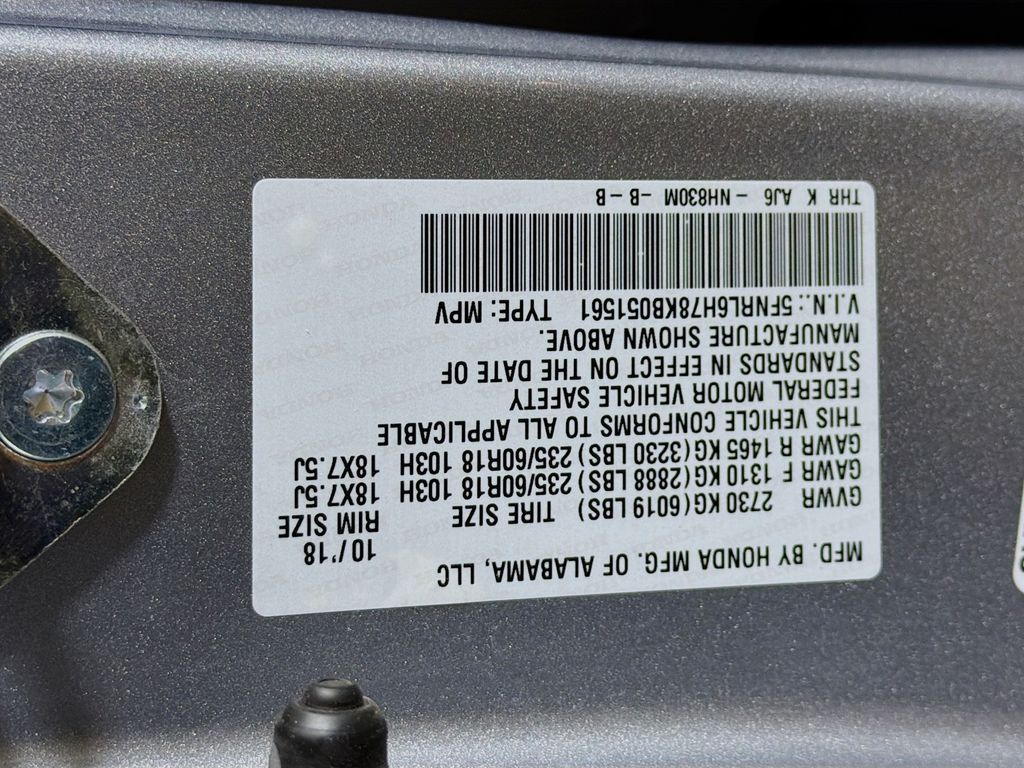 MFD. BY HONDA MFG. OF ALABAMA, LLC 10/'18
GVWR 2730 KG(6019 LBS) TIRE SIZE RIM SIZE
GAWR F 1310 KG(2888 LBS) 235/60R18 103H 18X7.5J
GAWR R 1465 KG(3230 LBS) 235/60R18 103H 18X7.5J
THIS VEHICLE CONFORMS TO ALL APPLICABLE
FEDERAL MOTOR VEHICLE SAFETY
STANDARDS IN EFFECT ON THE DATE OF
MANUFACTURE SHOWN ABOVE.
V.I.N.: 5FNRL6H78KB051561 TYPE: MPV
THR K AJ6 - NH830M -B-B